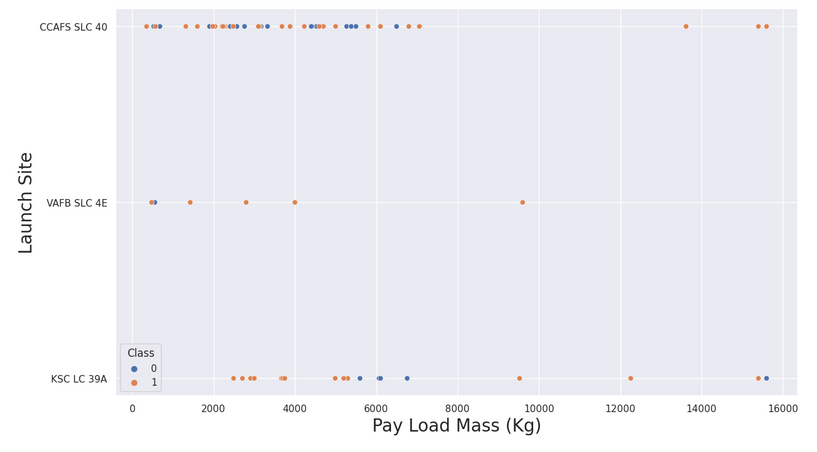 CCAFS SLC 40
VAFB SLC 4E
KSC LC 39A
Launch Site
Class
0
1
0 2000 4000 6000 8000 10000 12000 14000 16000
Pay Load Mass (Kg)